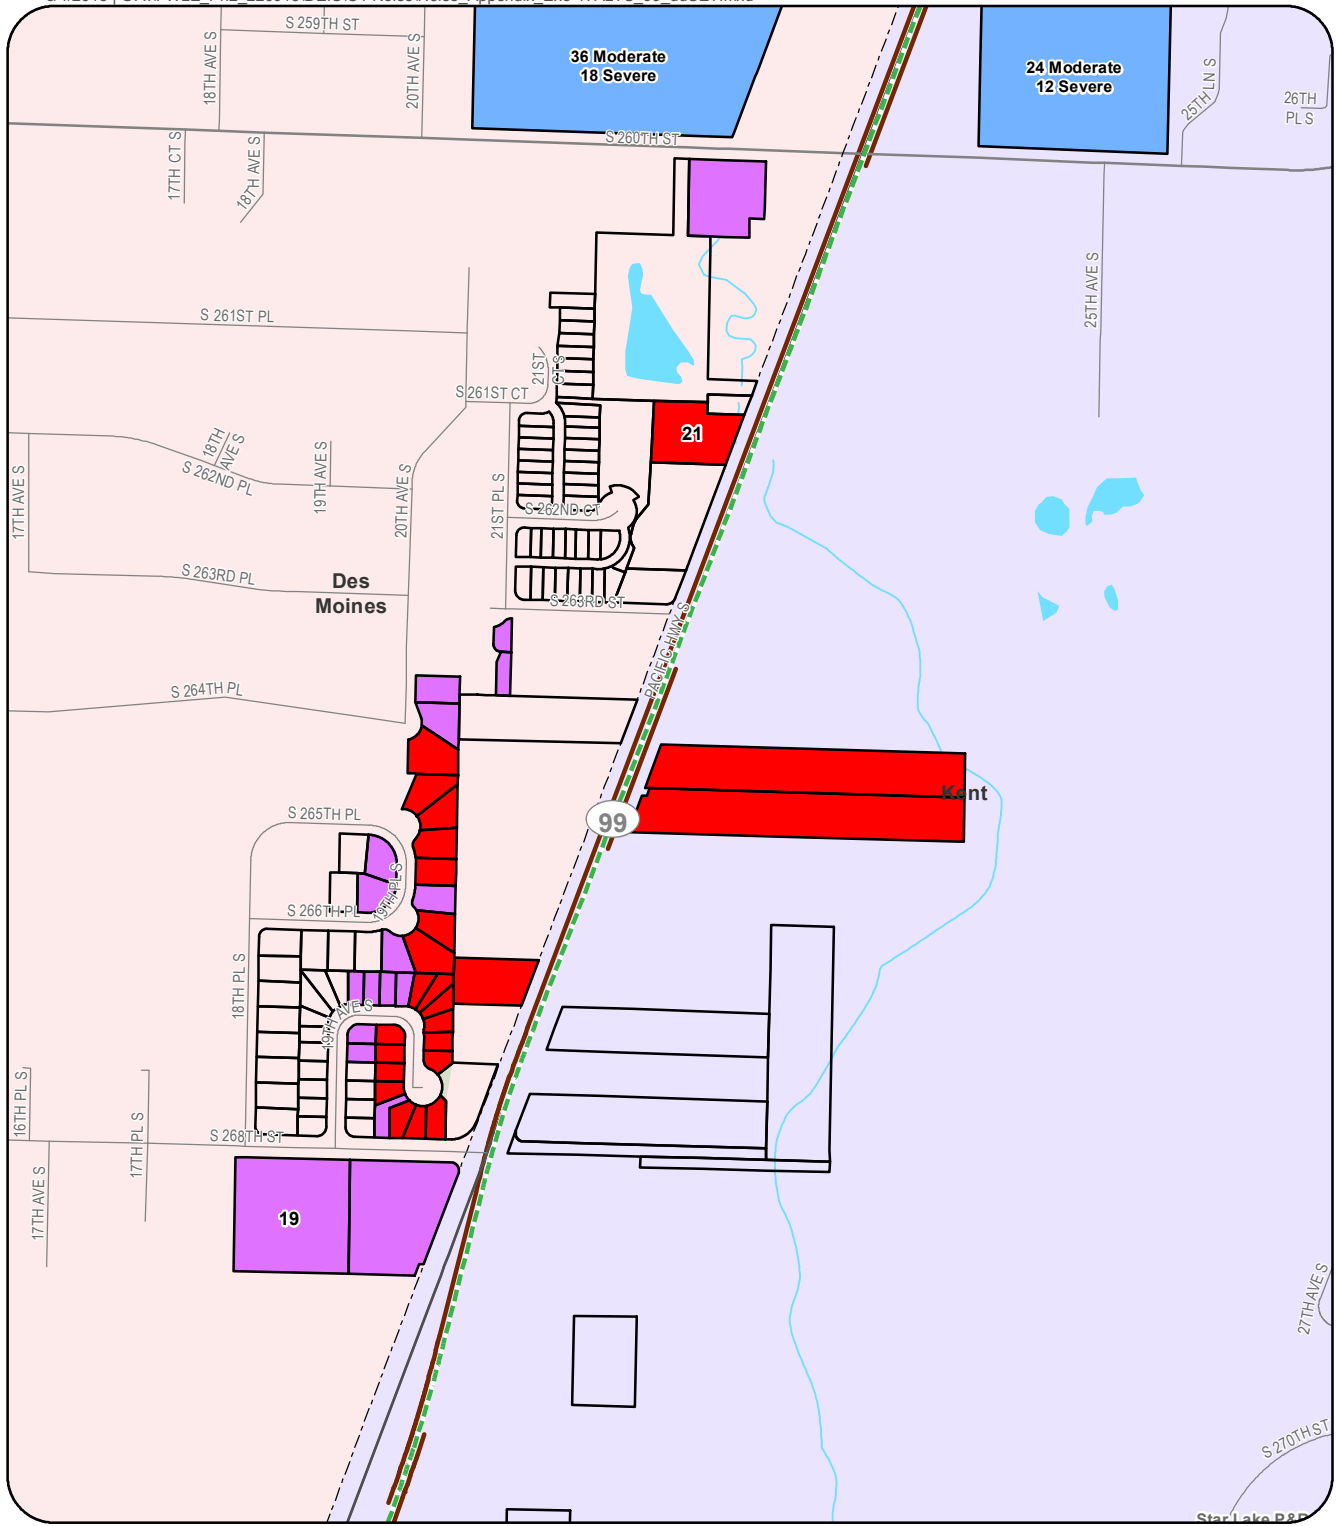 S 259TH ST
18TH AVE S
20TH AVE S
36 Moderate
18 Severe
24 Moderate
12 Severe
25TH LN S
26TH
PL S
S 260TH ST
17TH CT S
18TH AVE S
25TH AVE S
S 261ST PL
21ST
CT S
S 261ST CT
21
18TH
AVE S
S 262ND PL
19TH AVE S
17TH AVE S
20TH AVE S
21ST PL S
S 262ND CT
S 263RD PL
Des
Moines
S 263RD ST
PACIFIC HWY S
S 264TH PL
Kent
99
S 265TH PL
19TH PL S
S 266TH PL
18TH PL S
19TH AVE S
16TH PL S
17TH PL S
S 268TH ST
17TH AVE S
19
27TH AVE S
S 270TH ST
Star Lake P&R